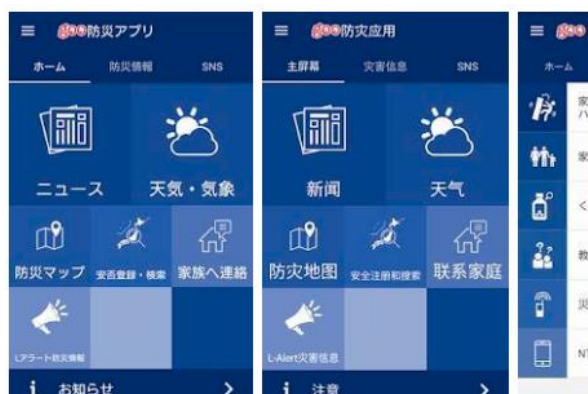 goo防災アプリ
ホーム 防災情報 SNS
ニュース 天気・気象
防災マップ 安否登録・検索 家族へ連絡
Lアラート防災情報
お知らせ
goo防灾应用
主屏幕 灾害信息 SNS
新闻 天气
防灾地图 安全注册和搜索 联系家庭
L-Alert灾害信息
注意
goo
ホーム
家
ハ
家
く
教
災
NT